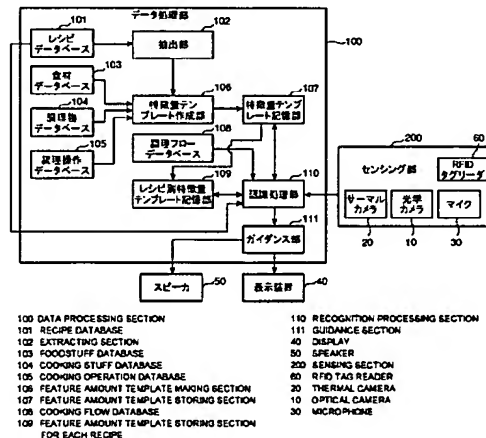 データ処理部
101
レシピ
データベース
102
抽出部
100
103
食材
データベース
104
調理物
データベース
105
調理操作
データベース
106
特徴量テン
プレート作成部
107
特徴量テンプ
レート記憶部
108
調理フロー
データベース
109
レシピ別特徴量
テンプレート記憶部
110
認識処理部
111
ガイダンス部
200
センシング部
60
RFID
タグリーダ
サーマル
カメラ
20
光学
カメラ
10
マイク
30
スピーカ
50
表示装置
40
100 DATA PROCESSING SECTION
101 RECIPE DATABASE
102 EXTRACTING SECTION
103 FOODSTUFF DATABASE
104 COOKING STUFF DATABASE
105 COOKING OPERATION DATABASE
106 FEATURE AMOUNT TEMPLATE MAKING SECTION
107 FEATURE AMOUNT TEMPLATE STORING SECTION
108 COOKING FLOW DATABASE
109 FEATURE AMOUNT TEMPLATE STORING SECTION
FOR EACH RECIPE
110 RECOGNITION PROCESSING SECTION
111 GUIDANCE SECTION
40 DISPLAY
50 SPEAKER
200 SENSING SECTION
60 RFID TAG READER
20 THERMAL CAMERA
10 OPTICAL CAMERA
30 MICROPHONE